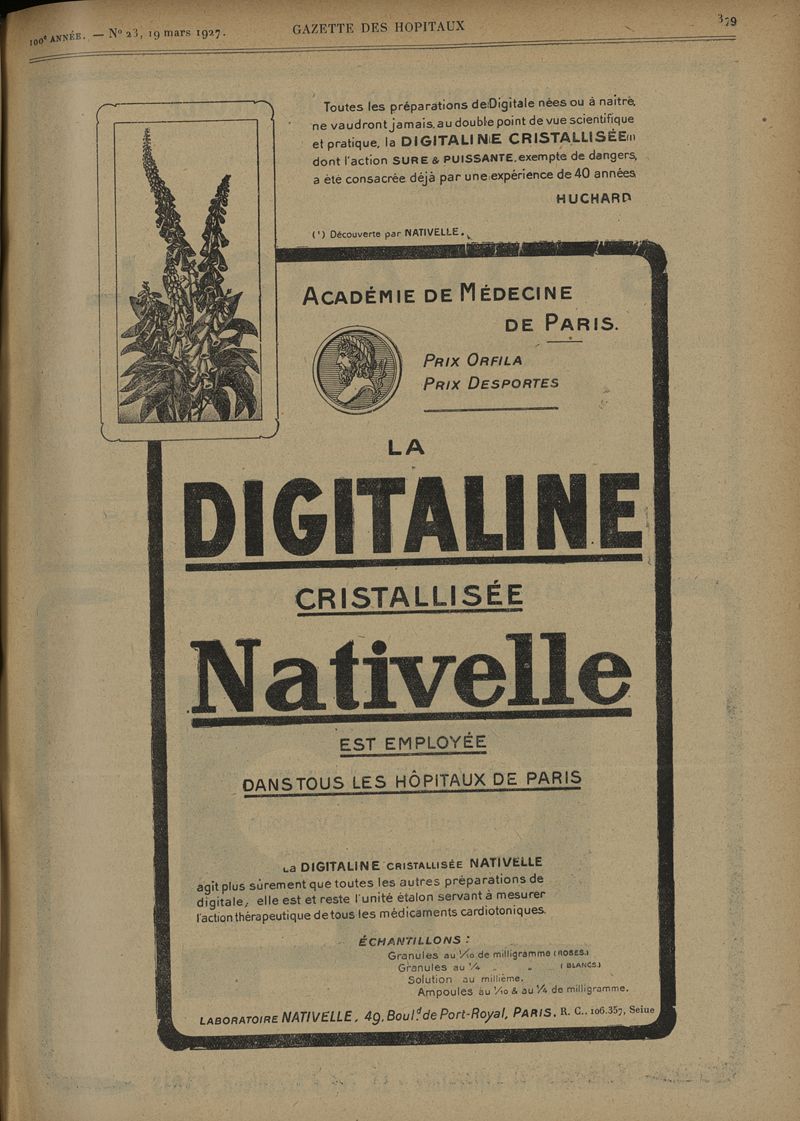 100e ANNÉE. — N° 23, 19 mars 1927.
GAZETTE DES HOPITAUX
379
Toutes les préparations de Digitale nées ou à naître,
ne vaudront jamais, au double point de vue scientifique
et pratique, la DIGITALINE CRISTALLISÉE(1)
dont l'action SURE & PUISSANTE, exempte de dangers,
a été consacrée déjà par une expérience de 40 années
HUCHARD
(1) Découverte par NATIVELLE.
ACADÉMIE DE MÉDECINE
DE PARIS.
PRIX ORFILA
PRIX DESPORTES
LA
DIGITALINE
CRISTALLISÉE
Nativelle
EST EMPLOYÉE
DANS TOUS LES HÔPITAUX DE PARIS
La DIGITALINE CRISTALLISÉE NATIVELLE
agit plus sûrement que toutes les autres préparations de
digitale, elle est et reste l'unité étalon servant à mesurer
l'action thérapeutique de tous les médicaments cardiotoniques.
ÉCHANTILLONS :
Granules au 1/10 de milligramme (ROSES.)
Granules au 1/4 „ „ (BLANCS.)
Solution au millième.
Ampoules au 1/10 & au 1/4 de milligramme.
LABORATOIRE NATIVELLE, 49, Boul.d de Port-Royal, PARIS. R. C.. 106.357, Seine